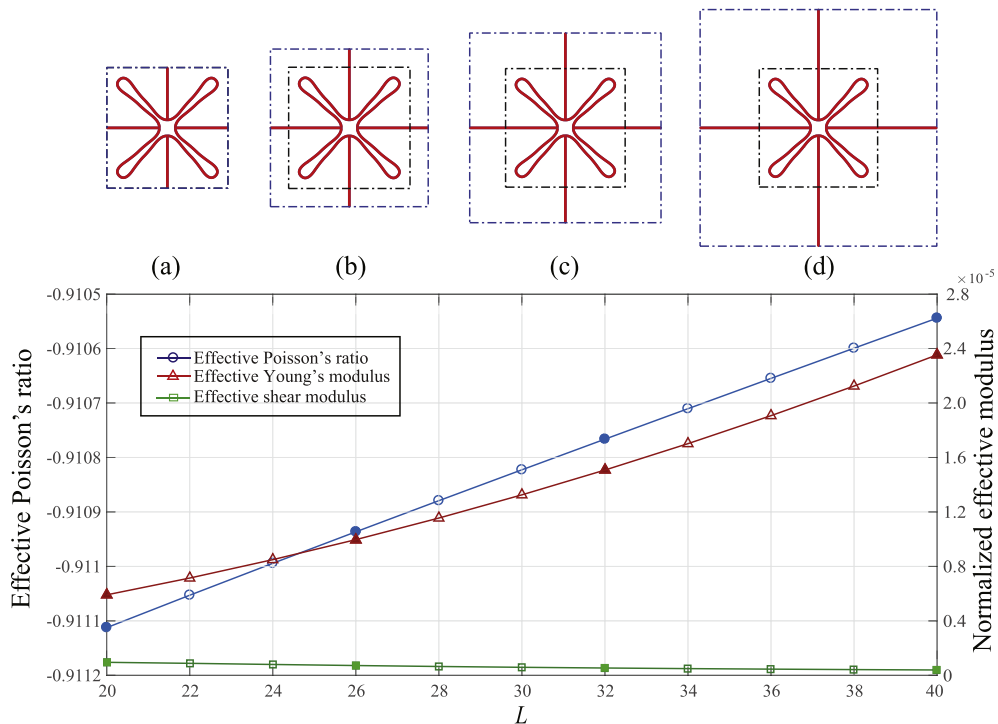 (a) (b) (c) (d)
×10⁻⁵
-0.9105 2.8
-0.9106 2.4
-0.9107 2.0
-0.9108 1.6
-0.9109 1.2
-0.911 0.8
-0.9111 0.4
-0.9112 0
Effective Poisson's ratio
Effective Poisson's ratio
Effective Young's modulus
Effective shear modulus
Normalized effective modulus
20 22 24 26 28 30 32 34 36 38 40
L